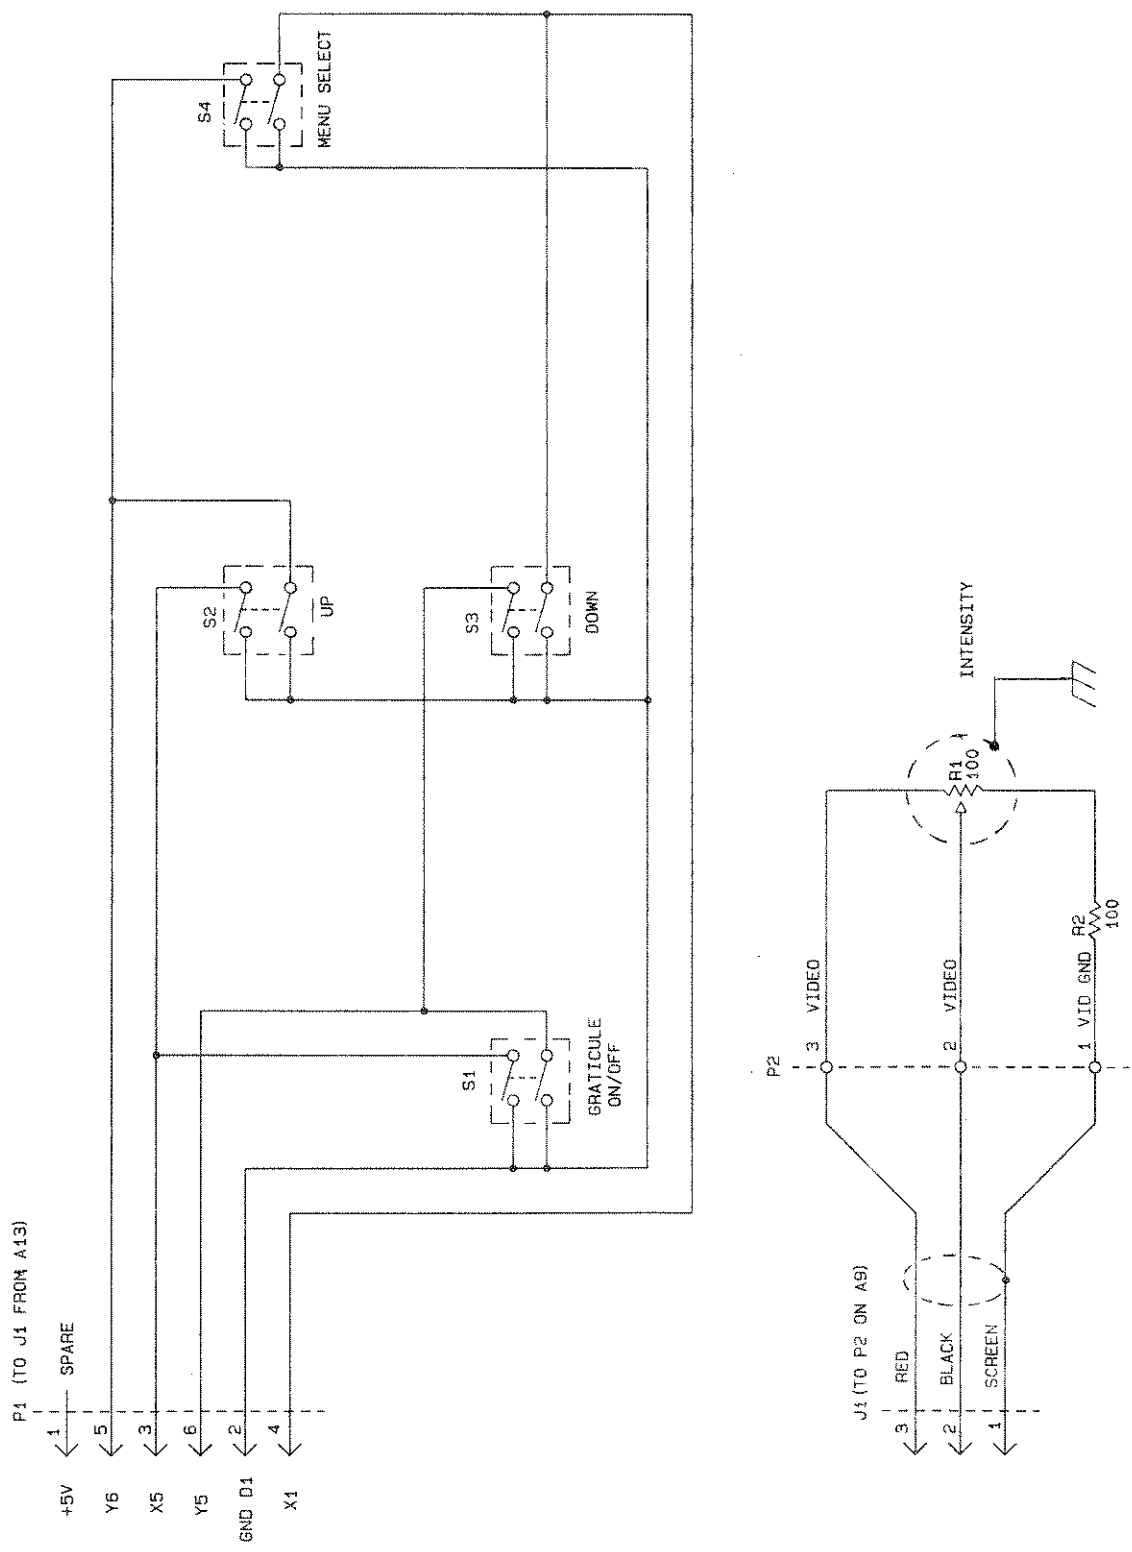 P1 (TO J1 FROM A13)
+5V 1 SPARE
Y6 5
X5 3
Y5 6
GND D1 2
X1 4
S4
MENU SELECT
S2
UP
S3
DOWN
S1
GRATICULE
ON/OFF
J1 (TO P2 ON A9)
3 RED
2 BLACK
1 SCREEN
P2
3 VIDEO
2 VIDEO
1 VID GND
R2
100
R1
100
INTENSITY